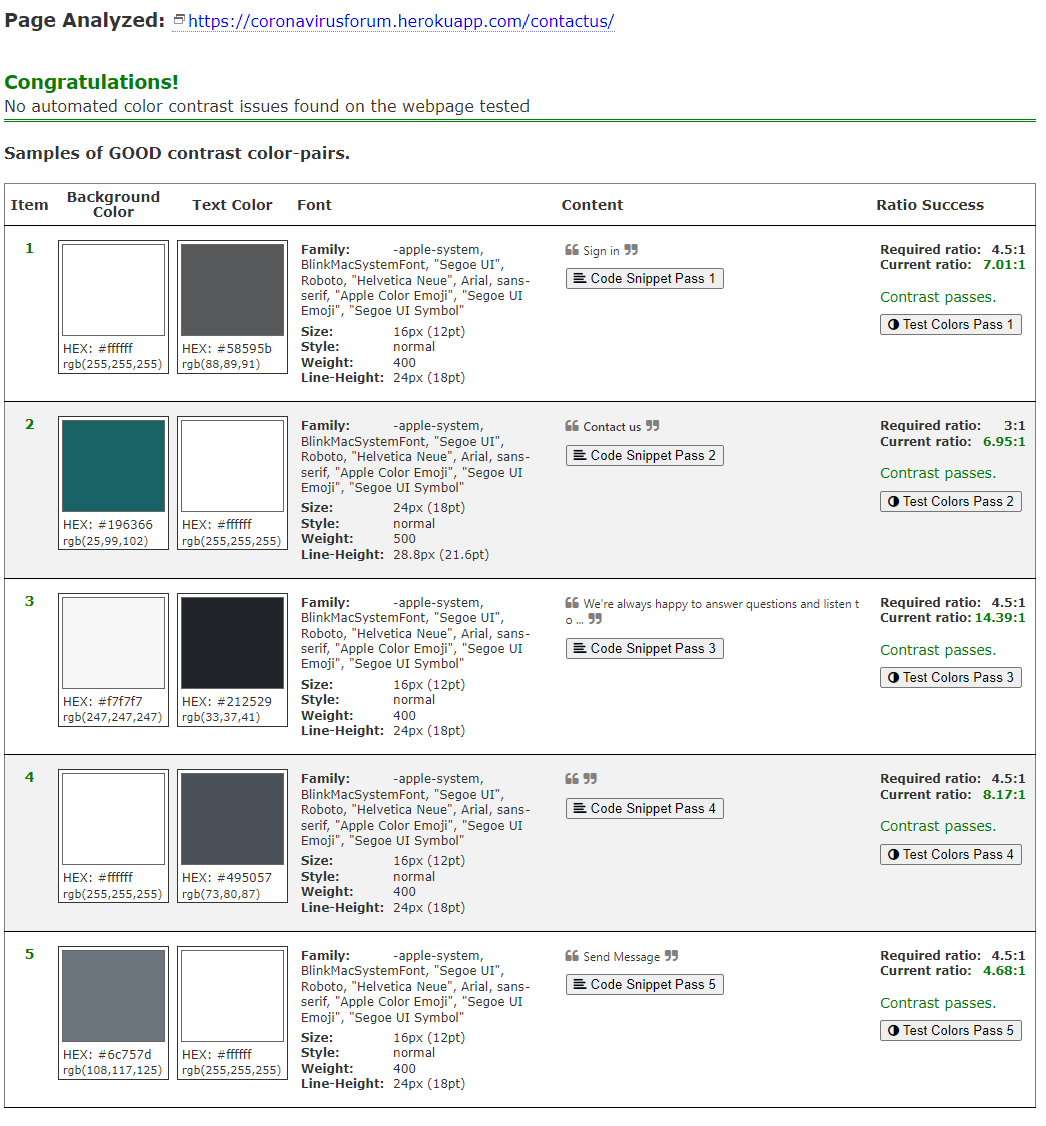 Page Analyzed: https://coronavirusforum.herokuapp.com/contactus/
Congratulations!
No automated color contrast issues found on the webpage tested
Samples of GOOD contrast color-pairs.
Item Background Color Text Color Font Content Ratio Success
1
HEX: #ffffff
rgb(255,255,255)
HEX: #58595b
rgb(88,89,91)
Family: -apple-system,
BlinkMacSystemFont, "Segoe UI",
Roboto, "Helvetica Neue", Arial, sans-
serif, "Apple Color Emoji", "Segoe UI
Emoji", "Segoe UI Symbol"
Size: 16px (12pt)
Style: normal
Weight: 400
Line-Height: 24px (18pt)
❝ Sign in ❞
Code Snippet Pass 1
Required ratio: 4.5:1
Current ratio: 7.01:1
Contrast passes.
Test Colors Pass 1
2
HEX: #196366
rgb(25,99,102)
HEX: #ffffff
rgb(255,255,255)
Family: -apple-system,
BlinkMacSystemFont, "Segoe UI",
Roboto, "Helvetica Neue", Arial, sans-
serif, "Apple Color Emoji", "Segoe UI
Emoji", "Segoe UI Symbol"
Size: 24px (18pt)
Style: normal
Weight: 500
Line-Height: 28.8px (21.6pt)
❝ Contact us ❞
Code Snippet Pass 2
Required ratio: 3:1
Current ratio: 6.95:1
Contrast passes.
Test Colors Pass 2
3
HEX: #f7f7f7
rgb(247,247,247)
HEX: #212529
rgb(33,37,41)
Family: -apple-system,
BlinkMacSystemFont, "Segoe UI",
Roboto, "Helvetica Neue", Arial, sans-
serif, "Apple Color Emoji", "Segoe UI
Emoji", "Segoe UI Symbol"
Size: 16px (12pt)
Style: normal
Weight: 400
Line-Height: 24px (18pt)
❝ We're always happy to answer questions and listen t
o ... ❞
Code Snippet Pass 3
Required ratio: 4.5:1
Current ratio: 14.39:1
Contrast passes.
Test Colors Pass 3
4
HEX: #ffffff
rgb(255,255,255)
HEX: #495057
rgb(73,80,87)
Family: -apple-system,
BlinkMacSystemFont, "Segoe UI",
Roboto, "Helvetica Neue", Arial, sans-
serif, "Apple Color Emoji", "Segoe UI
Emoji", "Segoe UI Symbol"
Size: 16px (12pt)
Style: normal
Weight: 400
Line-Height: 24px (18pt)
❝ ❞
Code Snippet Pass 4
Required ratio: 4.5:1
Current ratio: 8.17:1
Contrast passes.
Test Colors Pass 4
5
HEX: #6c757d
rgb(108,117,125)
HEX: #ffffff
rgb(255,255,255)
Family: -apple-system,
BlinkMacSystemFont, "Segoe UI",
Roboto, "Helvetica Neue", Arial, sans-
serif, "Apple Color Emoji", "Segoe UI
Emoji", "Segoe UI Symbol"
Size: 16px (12pt)
Style: normal
Weight: 400
Line-Height: 24px (18pt)
❝ Send Message ❞
Code Snippet Pass 5
Required ratio: 4.5:1
Current ratio: 4.68:1
Contrast passes.
Test Colors Pass 5